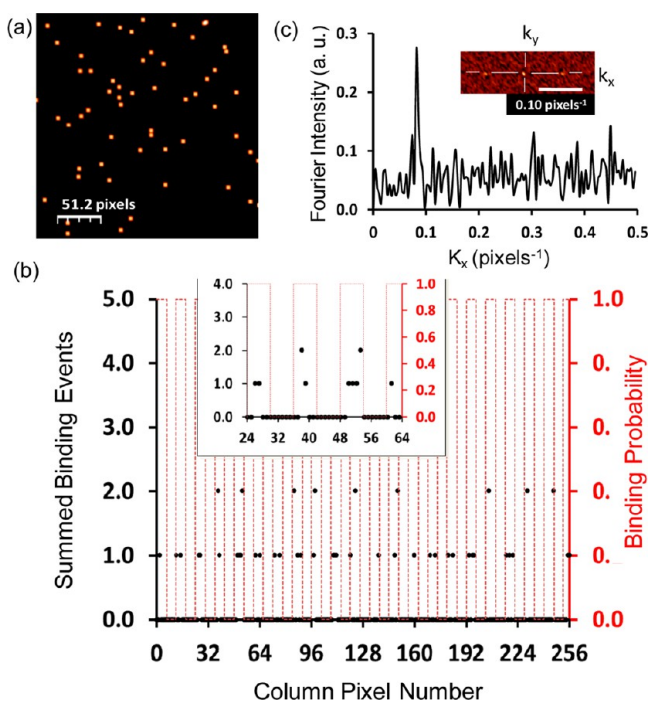 (a)
51.2 pixels
(c)
0.3
0.2
0.1
0.0
Fourier Intensity (a. u.)
0 0.1 0.2 0.3 0.4 0.5
Kx (pixels-1)
ky
kx
0.10 pixels-1
(b)
5.0
4.0
3.0
2.0
1.0
0.0
Summed Binding Events
4.0
3.0
2.0
1.0
0.0
24 32 40 48 56 64
1.0
0.8
0.6
0.4
0.2
0.0
1.0
0.
0.
0.
0.
0.0
Binding Probability
0 32 64 96 128 160 192 224 256
Column Pixel Number